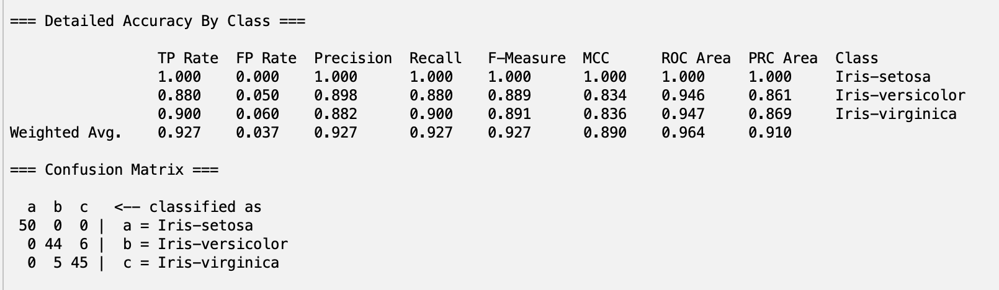 === Detailed Accuracy By Class ===
                 TP Rate  FP Rate  Precision  Recall   F-Measure  MCC      ROC Area  PRC Area  Class
                 1.000    0.000    1.000      1.000    1.000      1.000    1.000     1.000     Iris-setosa
                 0.880    0.050    0.898      0.880    0.889      0.834    0.946     0.861     Iris-versicolor
                 0.900    0.060    0.882      0.900    0.891      0.836    0.947     0.869     Iris-virginica
Weighted Avg.    0.927    0.037    0.927      0.927    0.927      0.890    0.964     0.910
=== Confusion Matrix ===
  a  b  c   <-- classified as
 50  0  0 |  a = Iris-setosa
  0 44  6 |  b = Iris-versicolor
  0  5 45 |  c = Iris-virginica